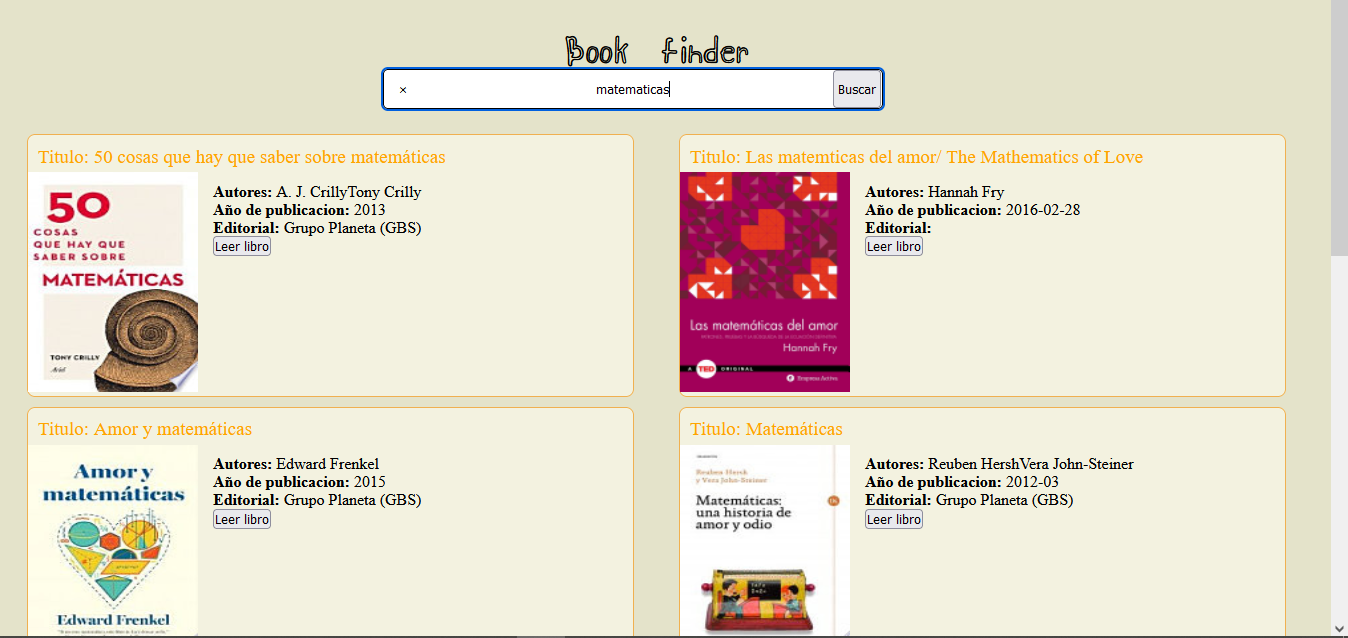 Book finder
× matematicas Buscar
Titulo: 50 cosas que hay que saber sobre matemáticas
50
COSAS
QUE HAY QUE
SABER SOBRE
MATEMÁTICAS
TONY CRILLY
Ariel
Autores: A. J. CrillyTony Crilly
Año de publicacion: 2013
Editorial: Grupo Planeta (GBS)
Leer libro
Titulo: Las matemticas del amor/ The Mathematics of Love
Las matemáticas del amor
Hannah Fry
A TED ORIGINAL
Empresa Activa
Autores: Hannah Fry
Año de publicacion: 2016-02-28
Editorial:
Leer libro
Titulo: Amor y matemáticas
Amor y
matemáticas
Edward Frenkel
Autores: Edward Frenkel
Año de publicacion: 2015
Editorial: Grupo Planeta (GBS)
Leer libro
Titulo: Matemáticas
Reuben Hersh
y Vera John-Steiner
Matemáticas:
una historia de
amor y odio
Autores: Reuben HershVera John-Steiner
Año de publicacion: 2012-03
Editorial: Grupo Planeta (GBS)
Leer libro